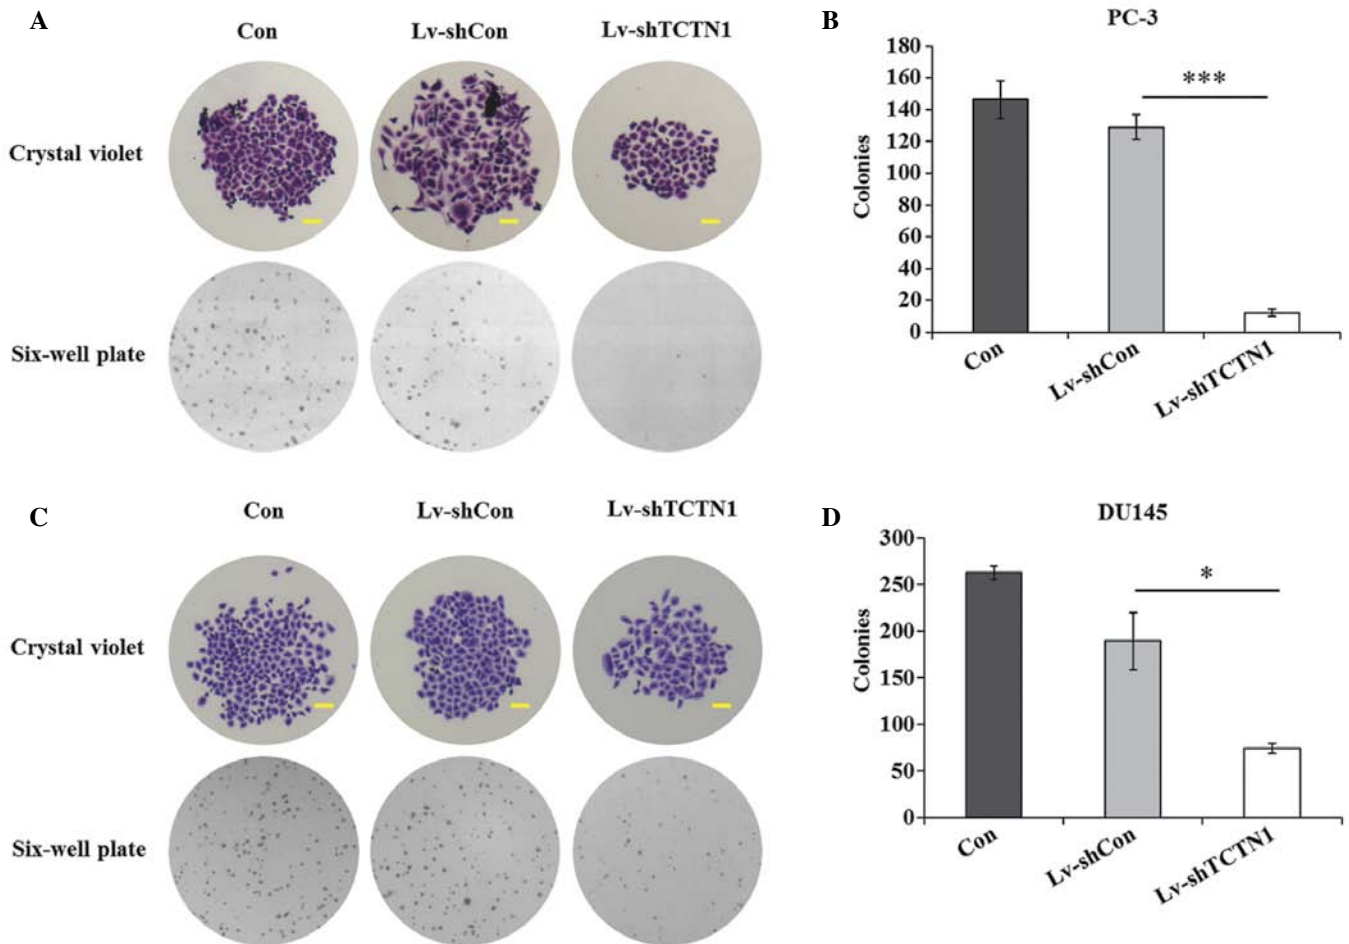 A
Con
Lv-shCon
Lv-shTCTN1
Crystal violet
Six-well plate
B
PC-3
180
160
140
120
100
80
60
40
20
0
Colonies
***
Con
Lv-shCon
Lv-shTCTN1
C
Con
Lv-shCon
Lv-shTCTN1
Crystal violet
Six-well plate
D
DU145
300
250
200
150
100
50
0
Colonies
*
Con
Lv-shCon
Lv-shTCTN1